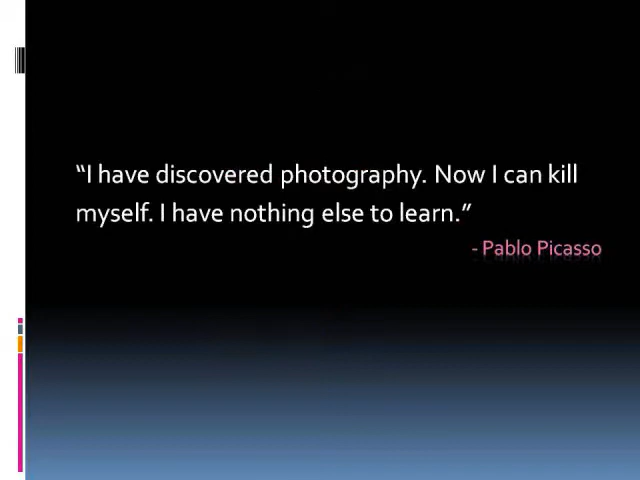 “I have discovered photography. Now I can kill
myself. I have nothing else to learn.”
- Pablo Picasso